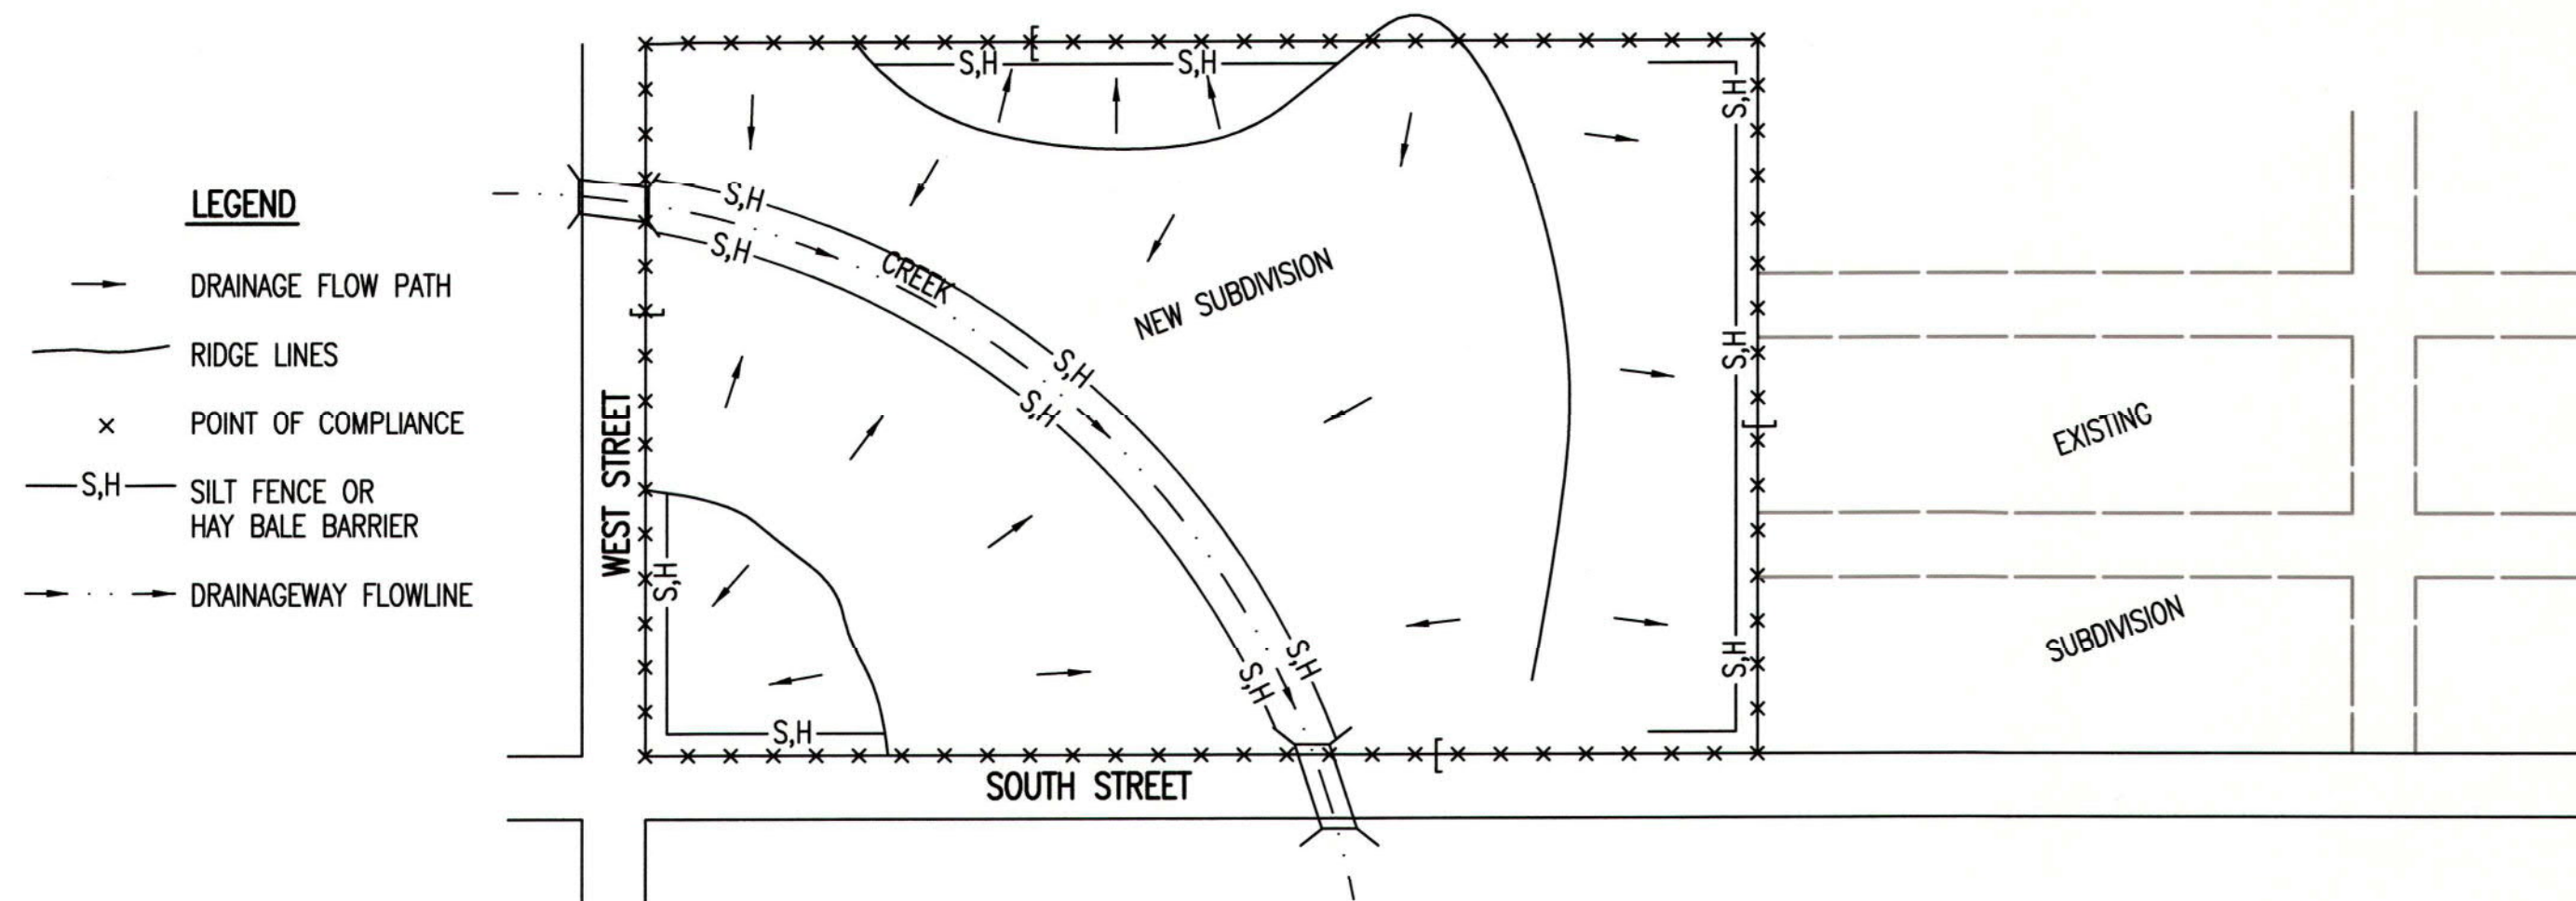 LEGEND
DRAINAGE FLOW PATH
RIDGE LINES
× POINT OF COMPLIANCE
S,H SILT FENCE OR
HAY BALE BARRIER
DRAINAGEWAY FLOWLINE
S,H
S,H
S,H
S,H
S,H
CREEK
NEW SUBDIVISION
S,H
S,H
S,H
WEST STREET
S,H
EXISTING
S,H
S,H
S,H
S,H
SUBDIVISION
S,H
SOUTH STREET